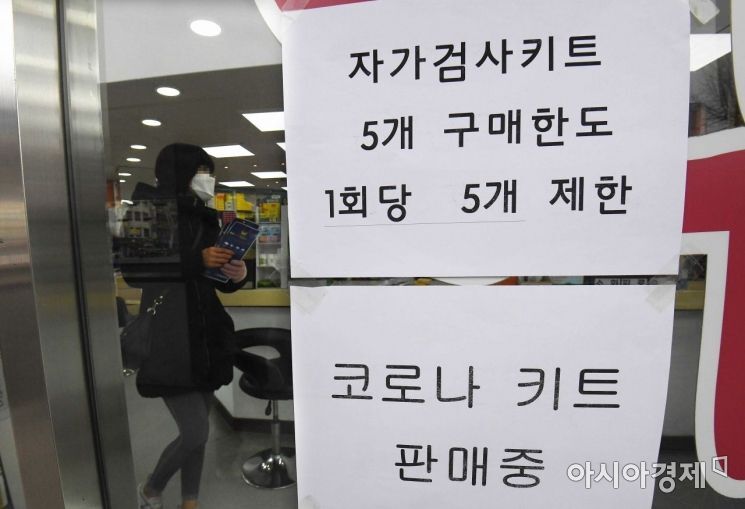 자가검사키트
5개 구매한도
1회당 5개 제한
코로나 키트
판매중
아시아경제